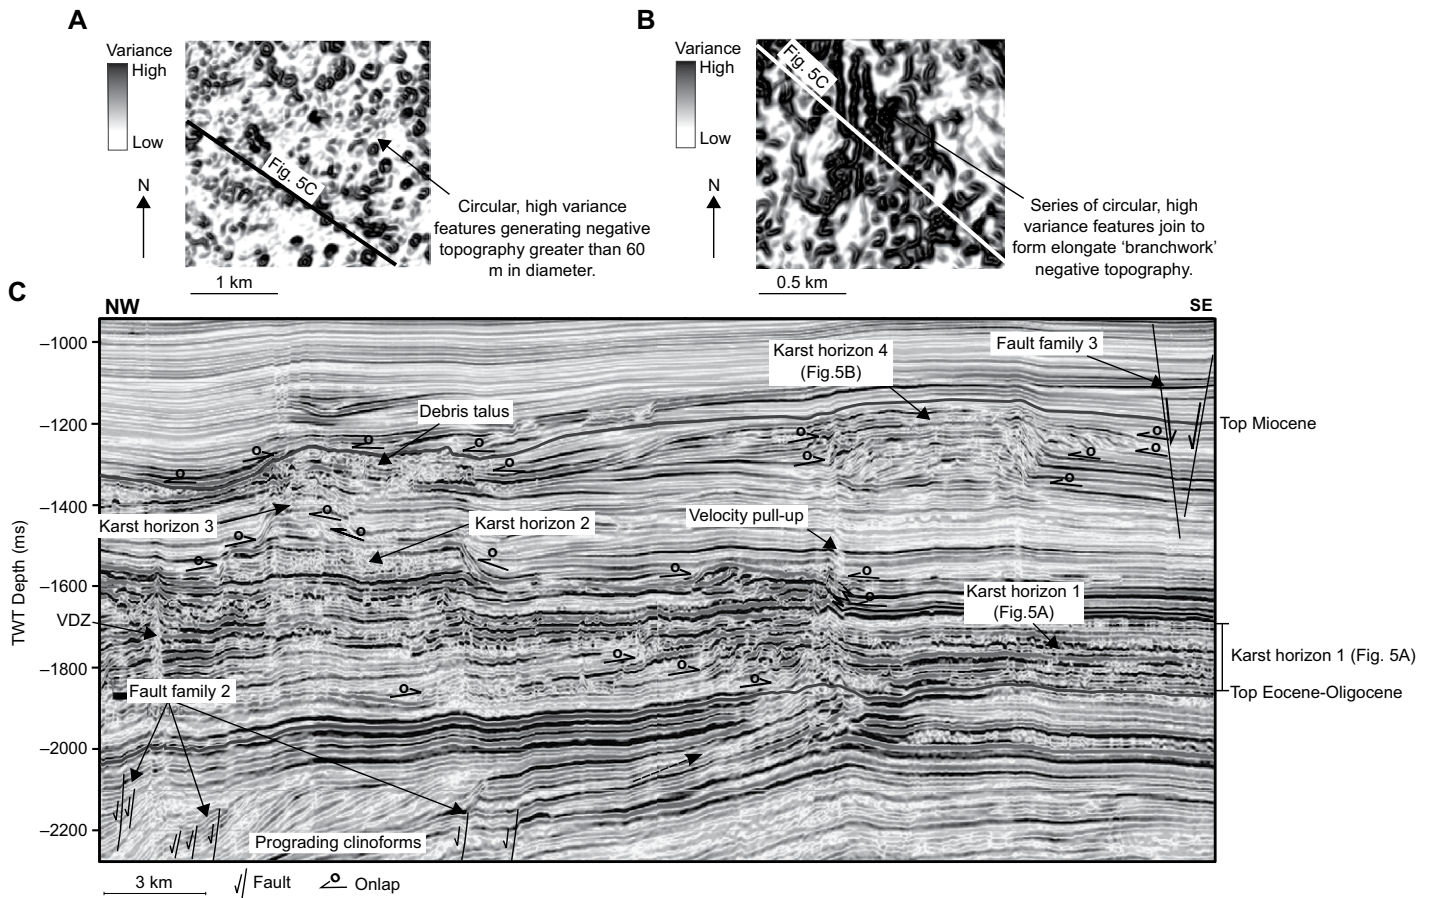 A
Variance
High
Low
N
Fig. 5C
1 km
Circular, high variance
features generating negative
topography greater than 60
m in diameter.
B
Variance
High
Low
N
Fig. 5C
0.5 km
Series of circular, high
variance features join to
form elongate ‘branchwork’
negative topography.
C
NW
SE
TWT Depth (ms)
–1000
–1200
–1400
–1600
–1800
–2000
–2200
VDZ
Karst horizon 4
(Fig.5B)
Fault family 3
Debris talus
Top Miocene
Karst horizon 3
Karst horizon 2
Velocity pull-up
Karst horizon 1
(Fig.5A)
Karst horizon 1 (Fig. 5A)
Top Eocene-Oligocene
Fault family 2
Prograding clinoforms
3 km
Fault
Onlap